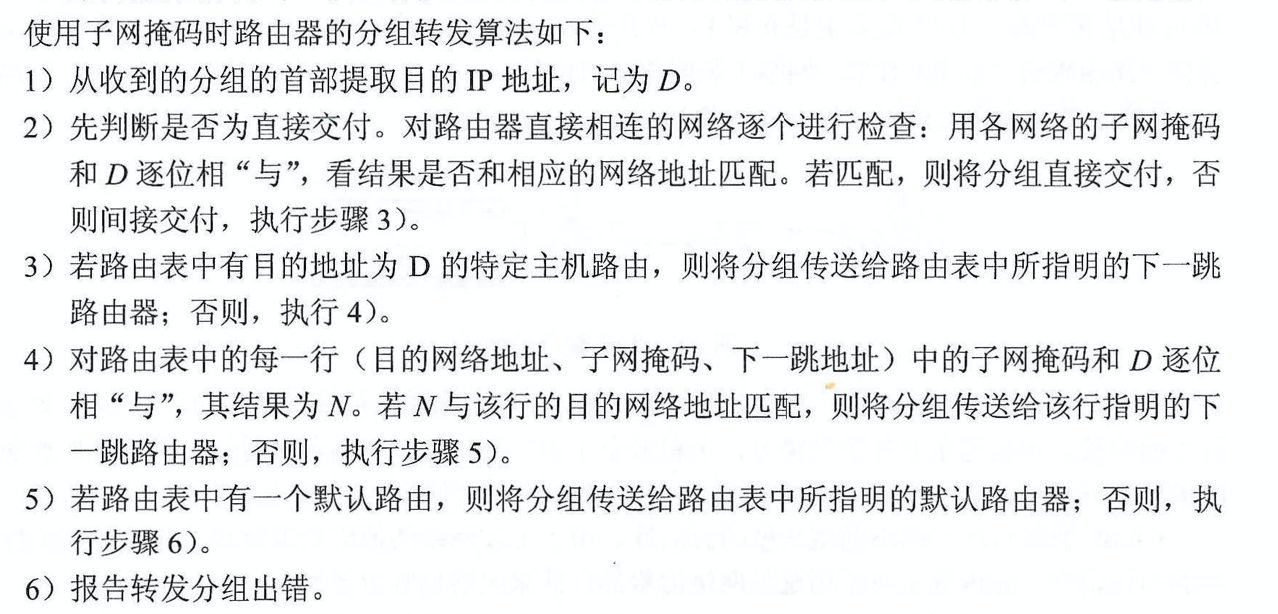 使用子网掩码时路由器的分组转发算法如下：
1）从收到的分组的首部提取目的 IP 地址，记为 D。
2）先判断是否为直接交付。对路由器直接相连的网络逐个进行检查：用各网络的子网掩码
和 D 逐位相“与”，看结果是否和相应的网络地址匹配。若匹配，则将分组直接交付，否
则间接交付，执行步骤 3）。
3）若路由表中有目的地址为 D 的特定主机路由，则将分组传送给路由表中所指明的下一跳
路由器；否则，执行 4）。
4）对路由表中的每一行（目的网络地址、子网掩码、下一跳地址）中的子网掩码和 D 逐位
相“与”，其结果为 N。若 N 与该行的目的网络地址匹配，则将分组传送给该行指明的下
一跳路由器；否则，执行步骤 5）。
5）若路由表中有一个默认路由，则将分组传送给路由表中所指明的默认路由器；否则，执
行步骤 6）。
6）报告转发分组出错。